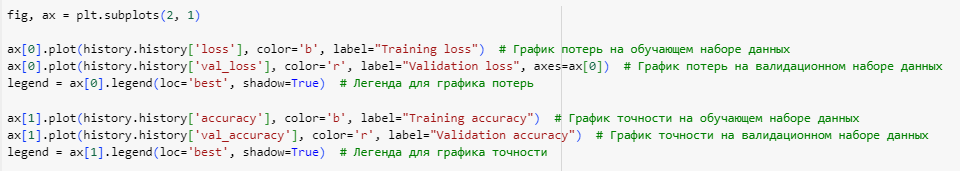 fig, ax = plt.subplots(2, 1)
ax[0].plot(history.history['loss'], color='b', label="Training loss")  # График потерь на обучающем наборе данных
ax[0].plot(history.history['val_loss'], color='r', label="Validation loss", axes=ax[0])  # График потерь на валидационном наборе данных
legend = ax[0].legend(loc='best', shadow=True)  # Легенда для графика потерь
ax[1].plot(history.history['accuracy'], color='b', label="Training accuracy")  # График точности на обучающем наборе данных
ax[1].plot(history.history['val_accuracy'], color='r', label="Validation accuracy")  # График точности на валидационном наборе данных
legend = ax[1].legend(loc='best', shadow=True)  # Легенда для графика точности